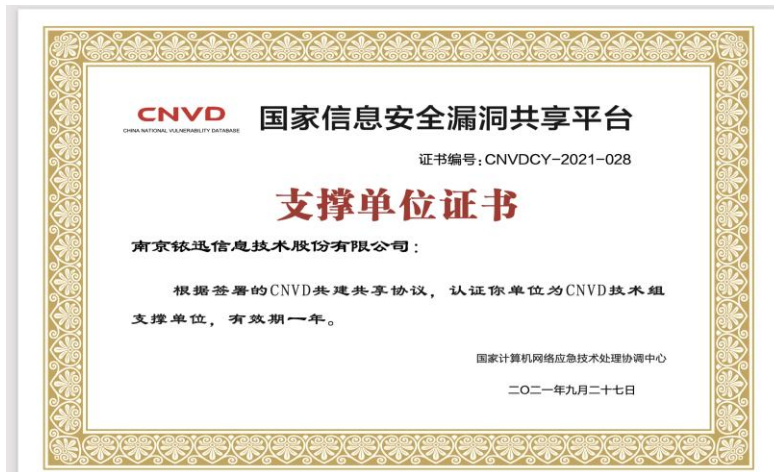 CNVD
CHINA NATIONAL VULNERABILITY DATABASE
国家信息安全漏洞共享平台
证书编号:CNVDCY-2021-028
支撑单位证书
南京铱迅信息技术股份有限公司:
根据签署的CNVD共建共享协议，认证你单位为CNVD技术组
支撑单位，有效期一年。
国家计算机网络应急技术处理协调中心
二〇二一年九月二十七日